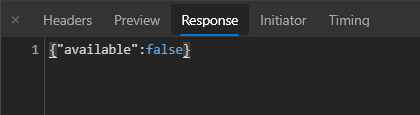 × Headers Preview Response Initiator Timing
1 {"available":false}